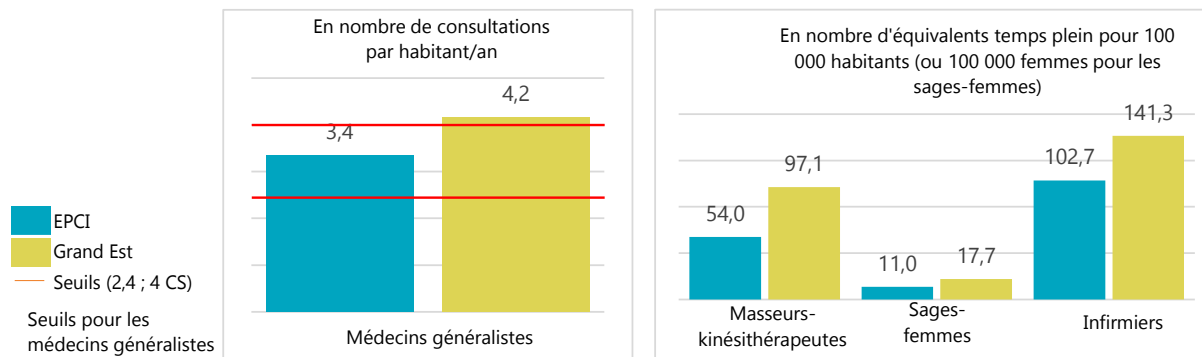 En nombre de consultations
par habitant/an
3,4
4,2
Médecins généralistes
EPCI
Grand Est
Seuils (2,4 ; 4 CS)
Seuils pour les
médecins généralistes
En nombre d'équivalents temps plein pour 100
000 habitants (ou 100 000 femmes pour les
sages-femmes)
54,0
97,1
11,0
17,7
102,7
141,3
Masseurs-
kinésithérapeutes
Sages-
femmes
Infirmiers